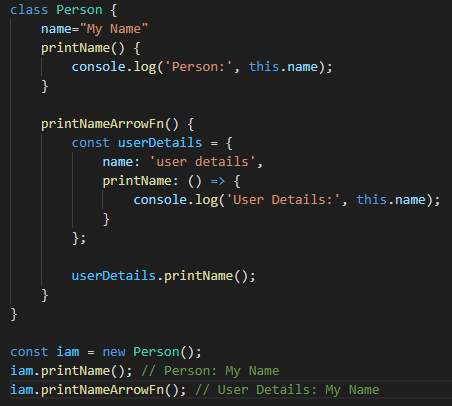 class Person {
    name="My Name"
    printName() {
        console.log('Person:', this.name);
    }

    printNameArrowFn() {
        const userDetails = {
            name: 'user details',
            printName: () => {
                console.log('User Details:', this.name);
            }
        };

        userDetails.printName();
    }
}

const iam = new Person();
iam.printName(); // Person: My Name
iam.printNameArrowFn(); // User Details: My Name